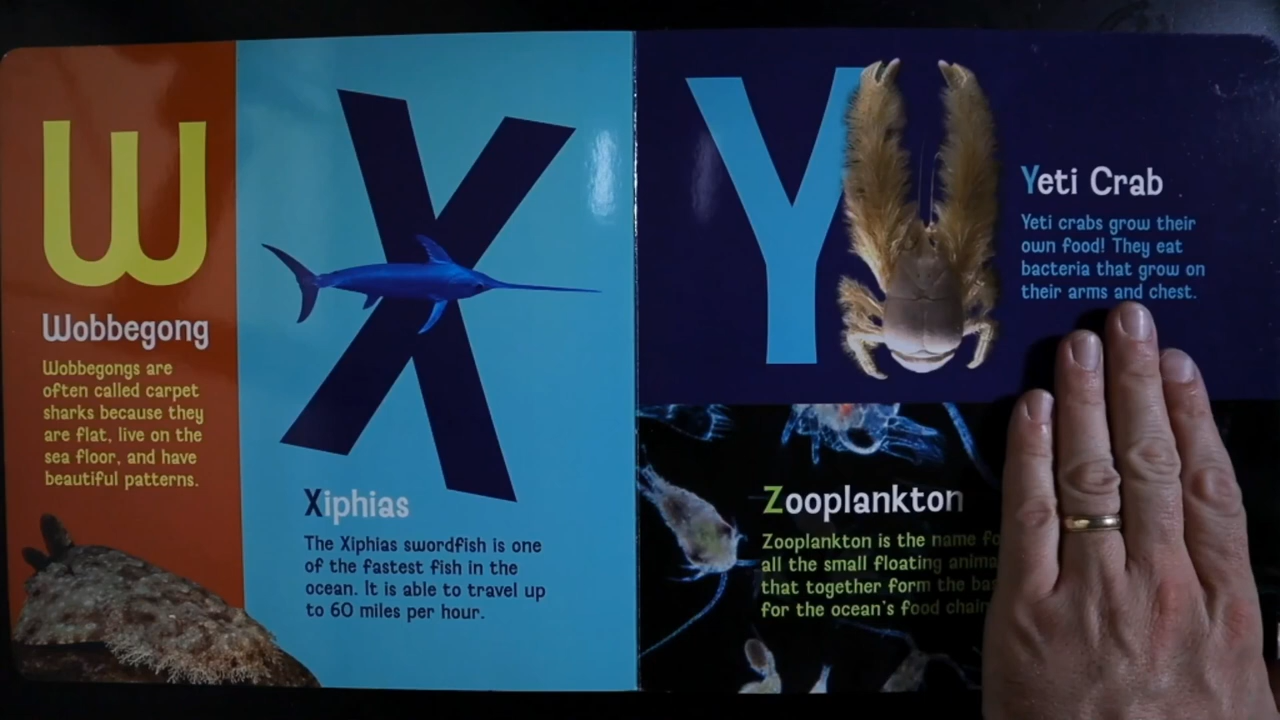 W
Wobbegong
Wobbegongs are
often called carpet
sharks because they
are flat, live on the
sea floor, and have
beautiful patterns.
X
Xiphias
The Xiphias swordfish is one
of the fastest fish in the
ocean. It is able to travel up
to 60 miles per hour.
Y
Yeti Crab
Yeti crabs grow their
own food! They eat
bacteria that grow on
their arms and chest.
Zooplankton
Zooplankton is the name
all the small floating
that together form the
for the ocean's food chain